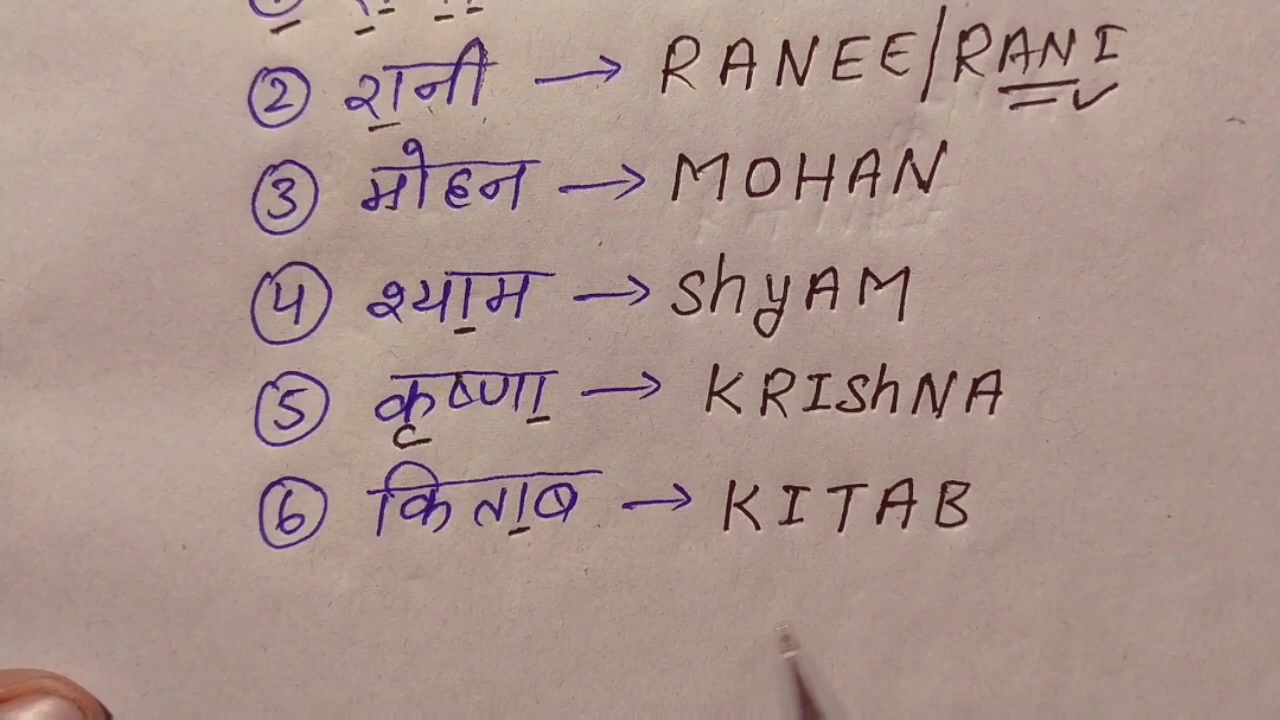 ② रानी → RANEE/RANI
③ मोहन → MOHAN
④ श्याम → ShyAM
⑤ कृष्णा → KRIShNA
⑥ किताब → KITAB